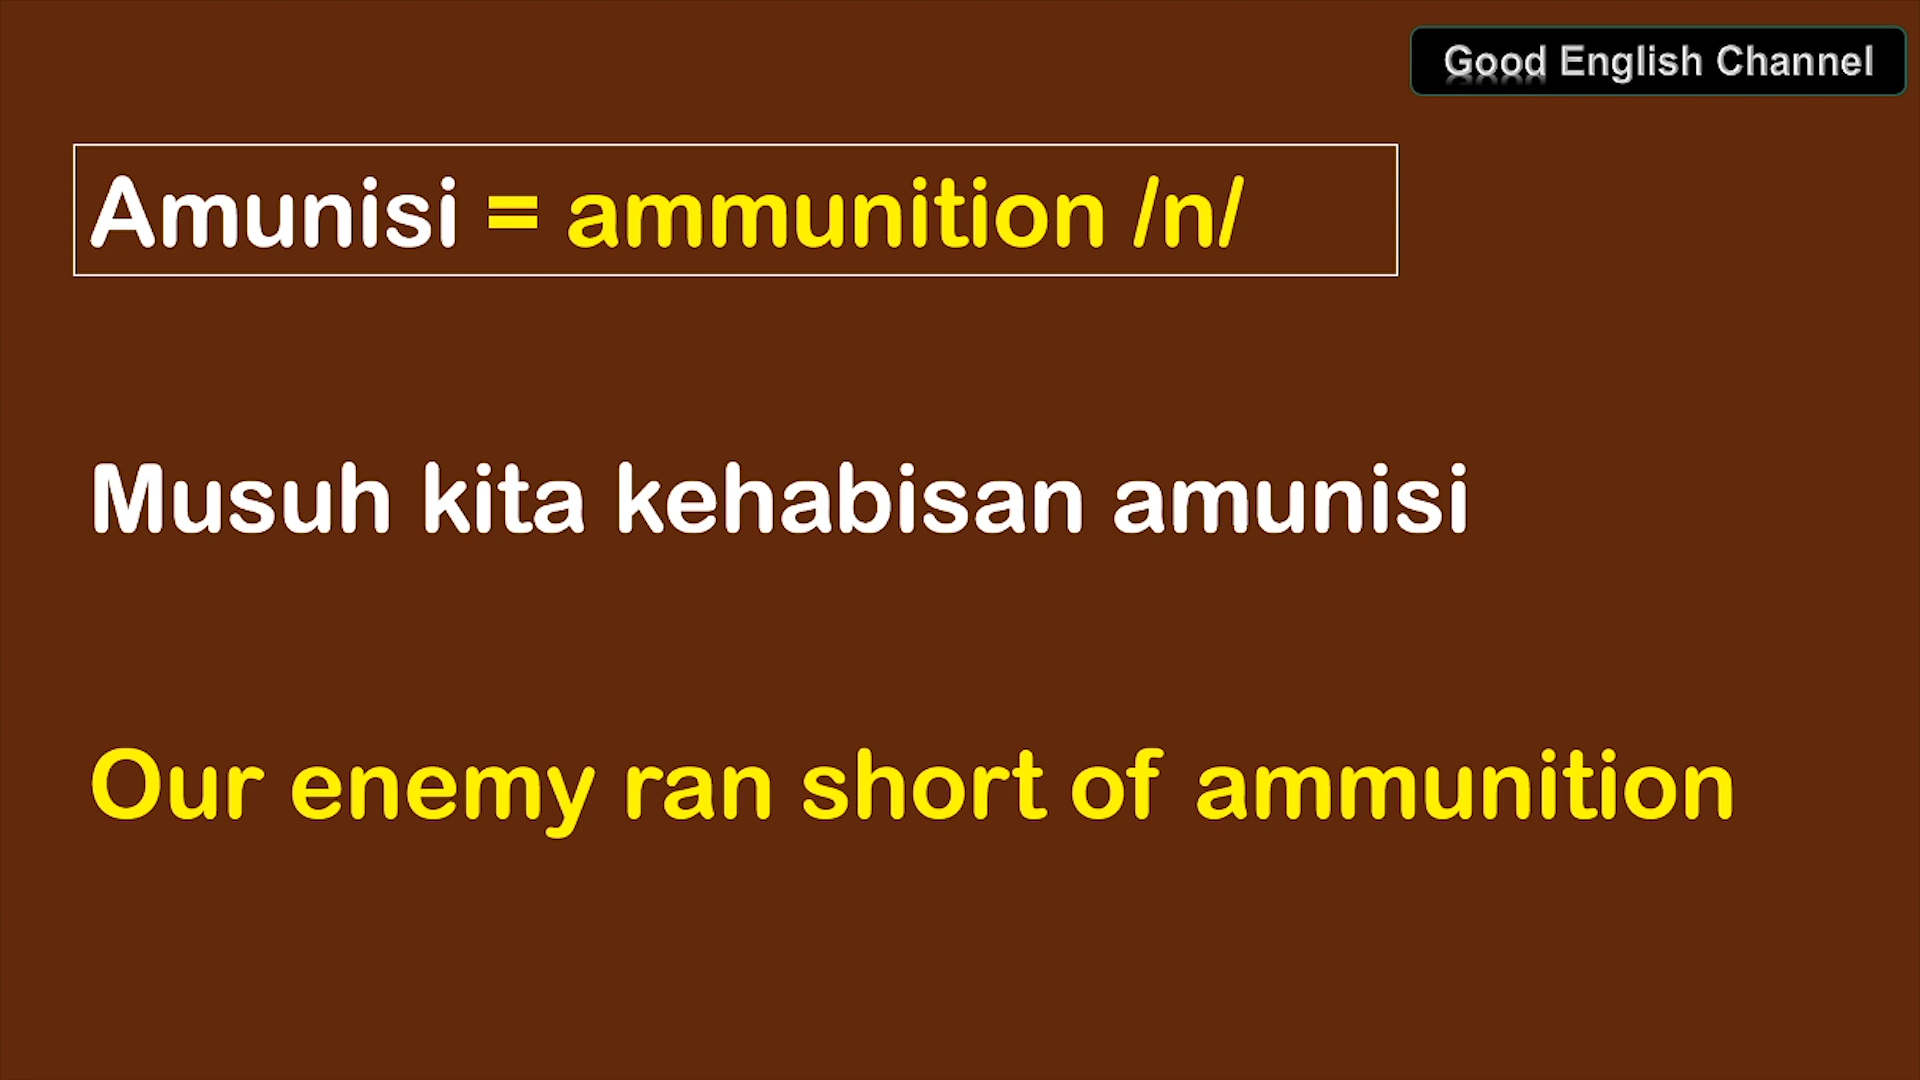 Good English Channel
Amunisi = ammunition /n/
Musuh kita kehabisan amunisi
Our enemy ran short of ammunition